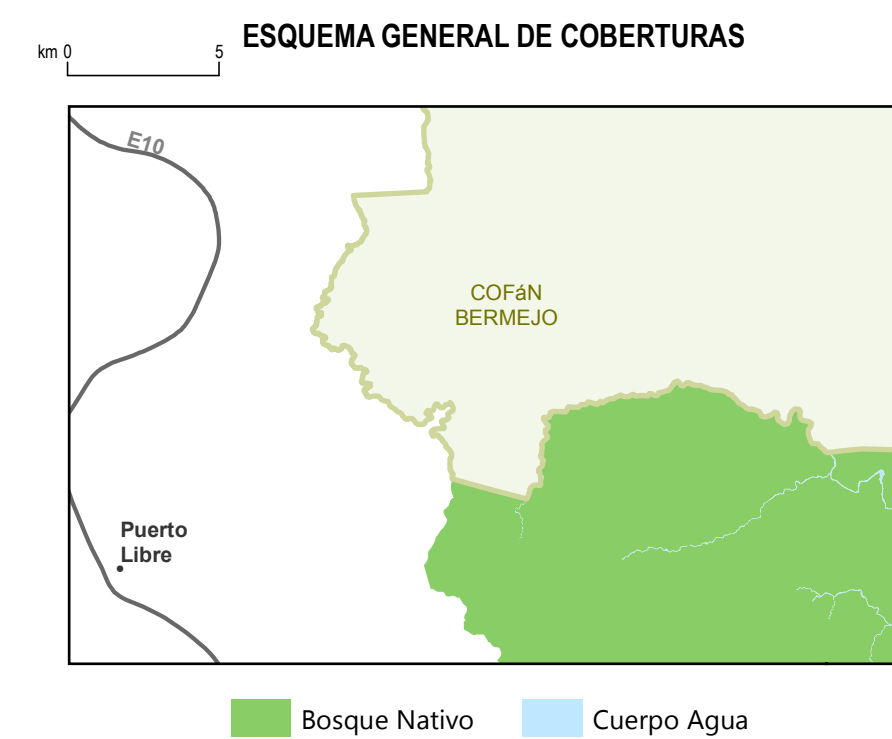 ESQUEMA GENERAL DE COBERTURAS
km 0 5
E10
COFáN
BERMEJO
Puerto
Libre
Bosque Nativo
Cuerpo Agua